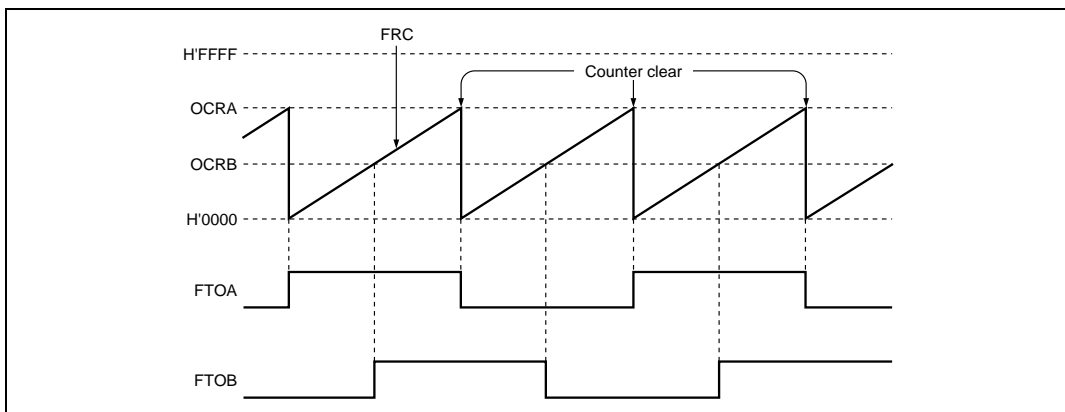 FRC
H'FFFF
Counter clear
OCRA
OCRB
H'0000
FTOA
FTOB